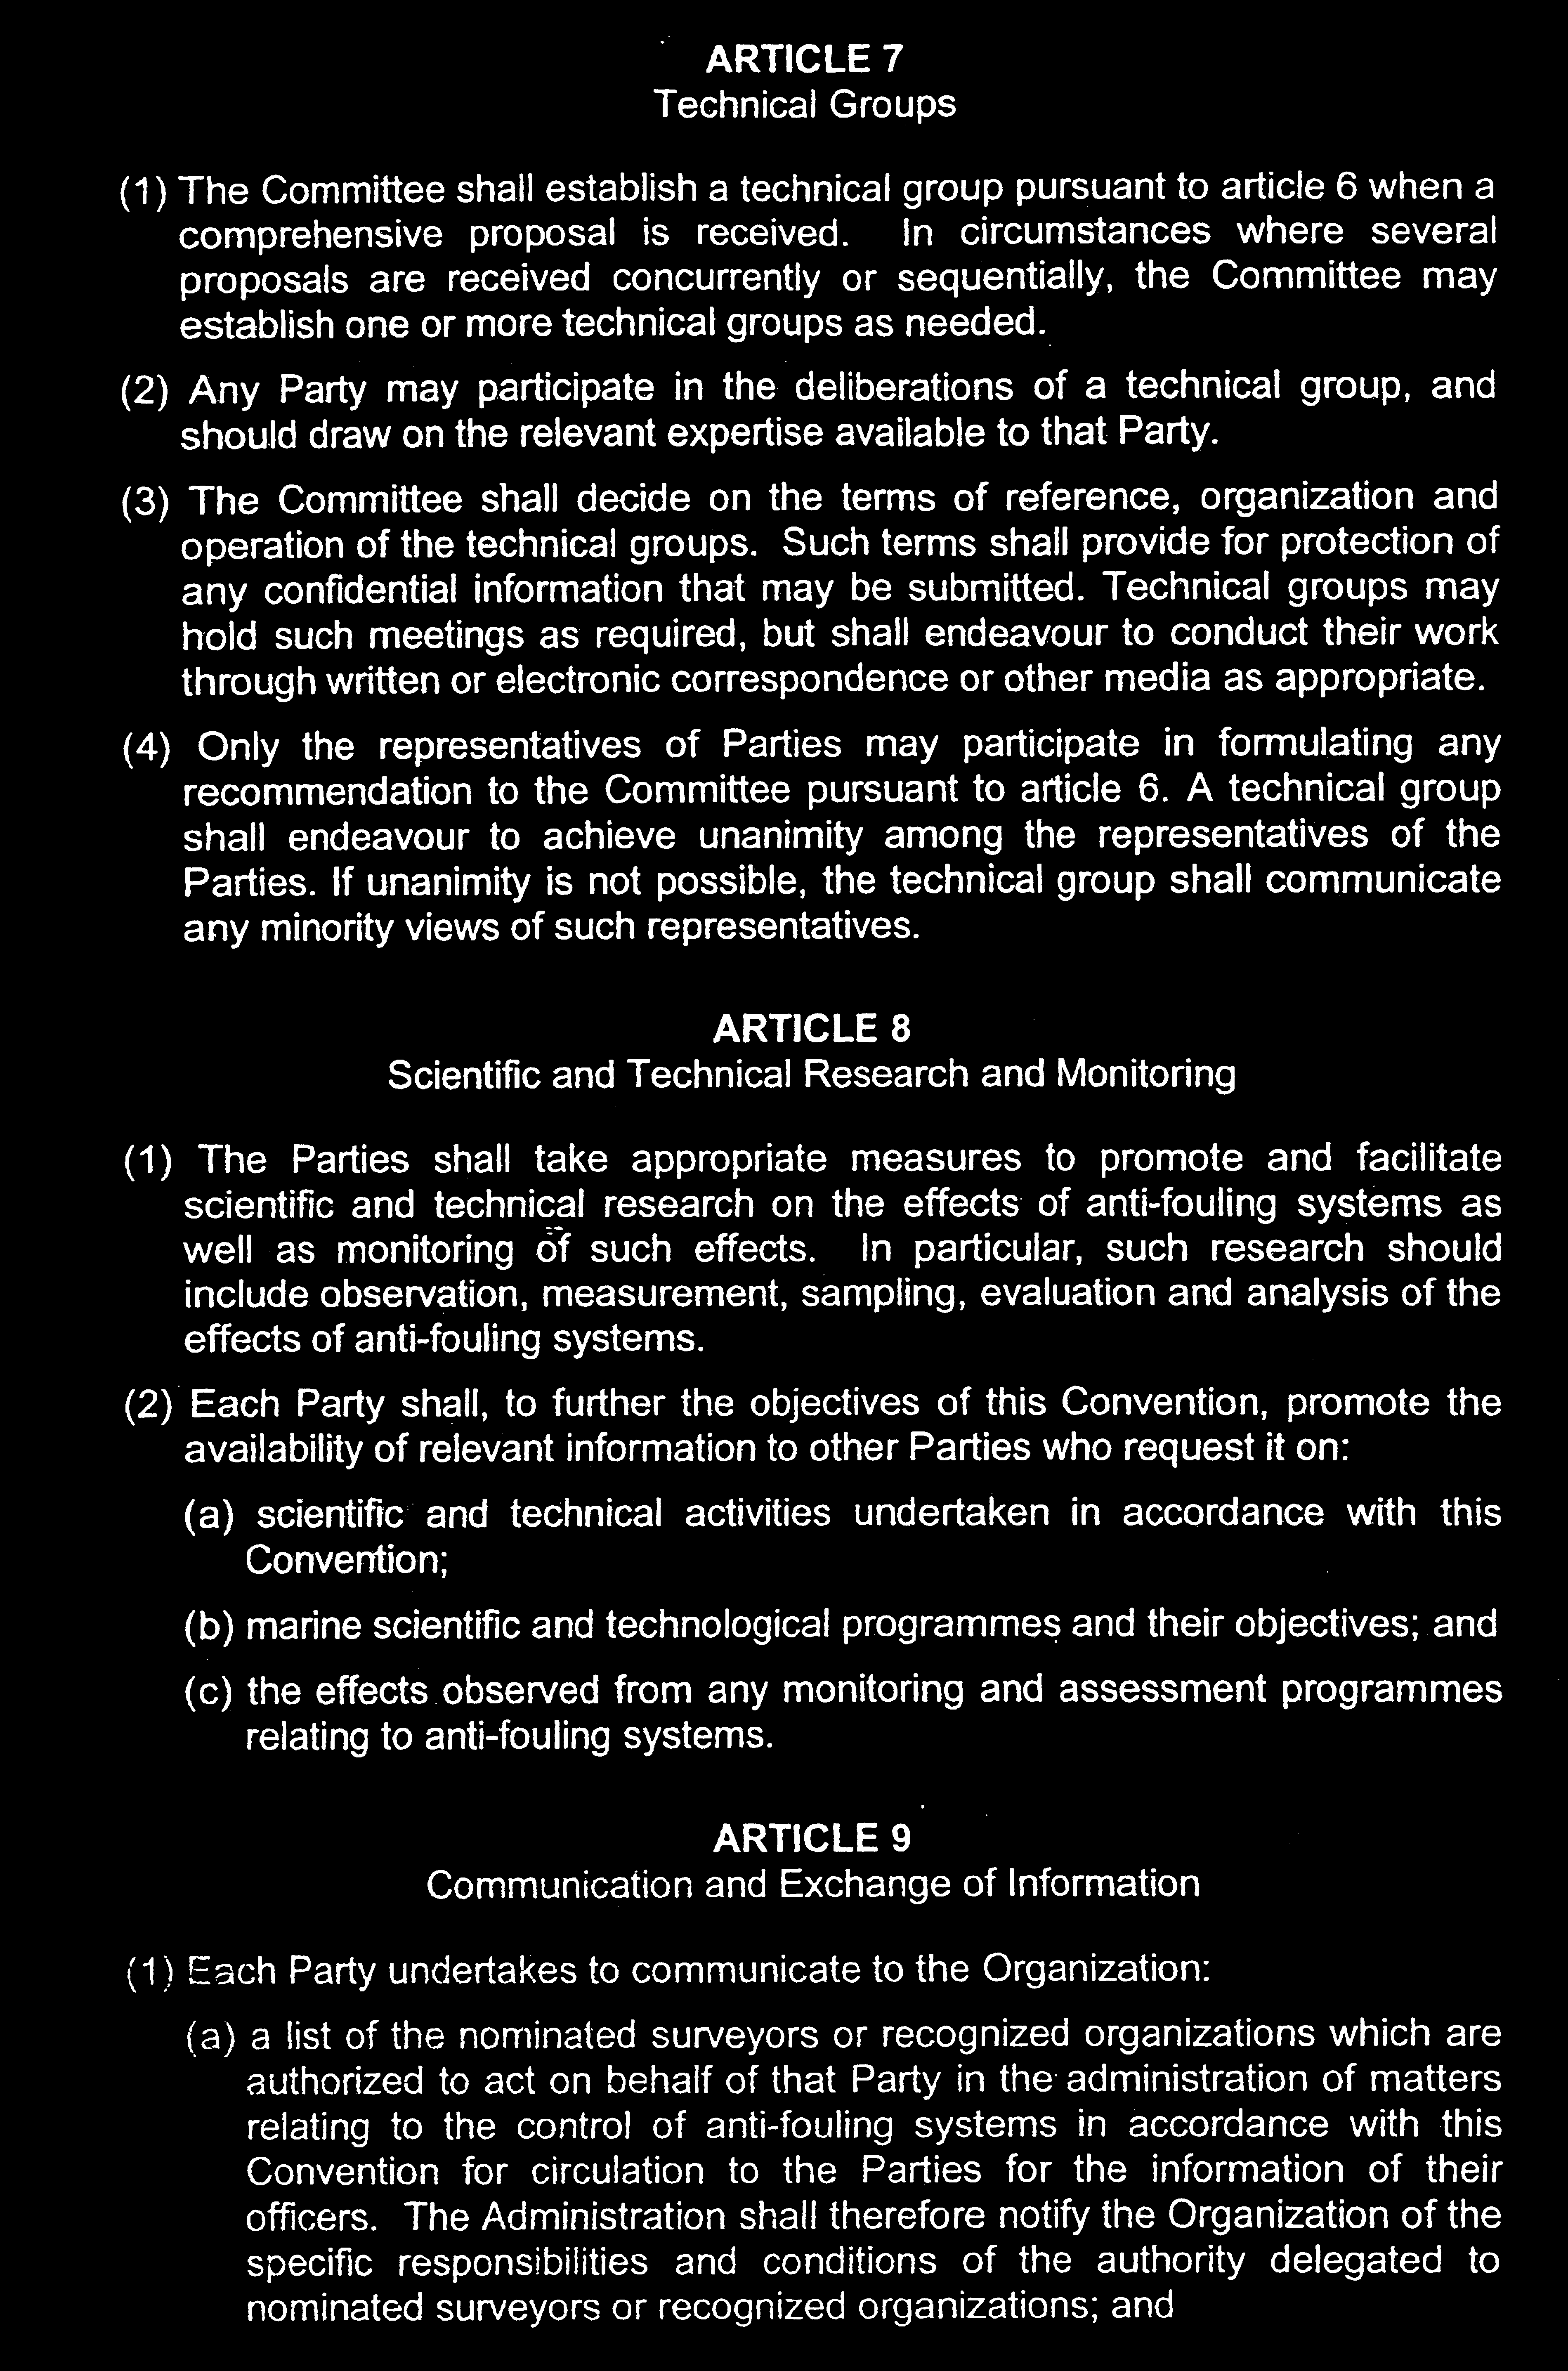 ARTICLE 7
Technical Groups
(1) The Committee shall establish a technical group pursuant to article 6 when a
comprehensive proposal is received. In circumstances where several
proposals are received concurrently or sequentially, the Committee may
establish one or more technical groups as needed.
(2) Any Party may participate in the deliberations of a technical group, and
should draw on the relevant expertise available to that Party.
(3) The Committee shall decide on the terms of reference, organization and
operation of the technical groups. Such terms shall provide for protection of
any confidential information that may be submitted. Technical groups may
hold such meetings as required, but shall endeavour to conduct their work
through written or electronic correspondence or other media as appropriate.
(4) Only the representatives of Parties may participate in formulating any
recommendation to the Committee pursuant to article 6. A technical group
shall endeavour to achieve unanimity among the representatives of the
Parties. If unanimity is not possible, the technical group shall communicate
any minority views of such representatives.
ARTICLE 8
Scientific and Technical Research and Monitoring
(1) The Parties shall take appropriate measures to promote and facilitate
scientific and technical research on the effects of anti-fouling systems as
well as monitoring of such effects. In particular, such research should
include observation, measurement, sampling, evaluation and analysis of the
effects of anti-fouling systems.
(2) Each Party shall, to further the objectives of this Convention, promote the
availability of relevant information to other Parties who request it on:
(a) scientific and technical activities undertaken in accordance with this
Convention;
(b) marine scientific and technological programmes and their objectives; and
(c) the effects observed from any monitoring and assessment programmes
relating to anti-fouling systems.
ARTICLE 9
Communication and Exchange of Information
(1) Each Party undertakes to communicate to the Organization:
(a) a list of the nominated surveyors or recognized organizations which are
authorized to act on behalf of that Party in the administration of matters
relating to the control of anti-fouling systems in accordance with this
Convention for circulation to the Parties for the information of their
officers. The Administration shall therefore notify the Organization of the
specific responsibilities and conditions of the authority delegated to
nominated surveyors or recognized organizations; and